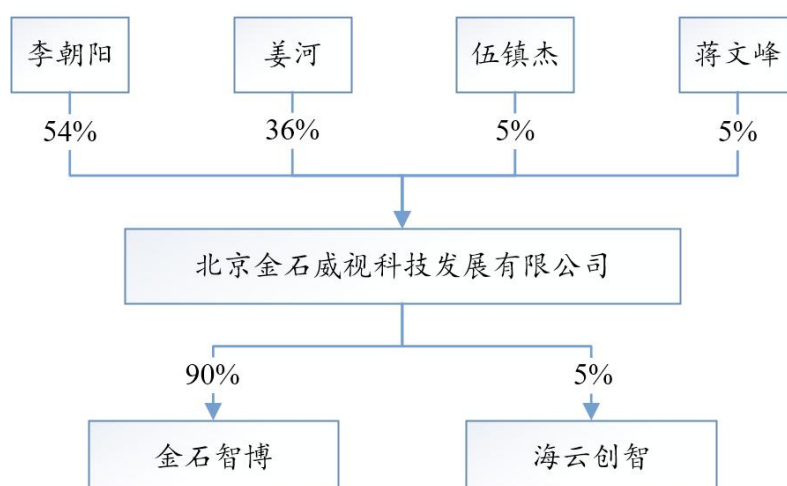 李朝阳 姜河 伍镇杰 蒋文峰
54% 36% 5% 5%
北京金石威视科技发展有限公司
90% 5%
金石智博 海云创智